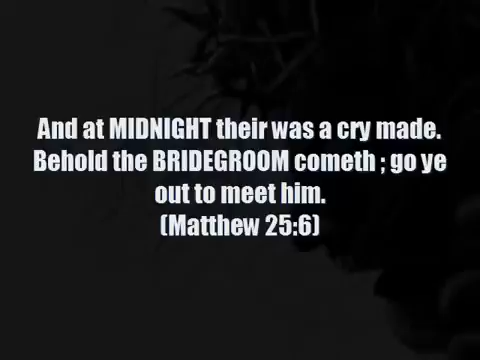 And at MIDNIGHT their was a cry made.
Behold the BRIDEGROOM cometh ; go ye
out to meet him.
(Matthew 25:6)